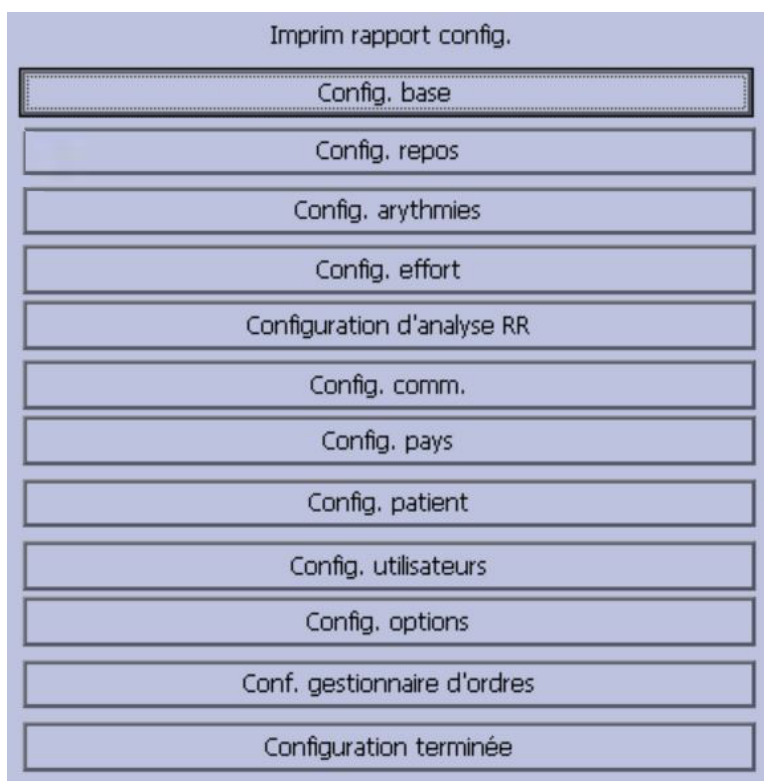 Imprim rapport config.
Config. base
Config. repos
Config. arythmies
Config. effort
Configuration d'analyse RR
Config. comm.
Config. pays
Config. patient
Config. utilisateurs
Config. options
Conf. gestionnaire d'ordres
Configuration terminée